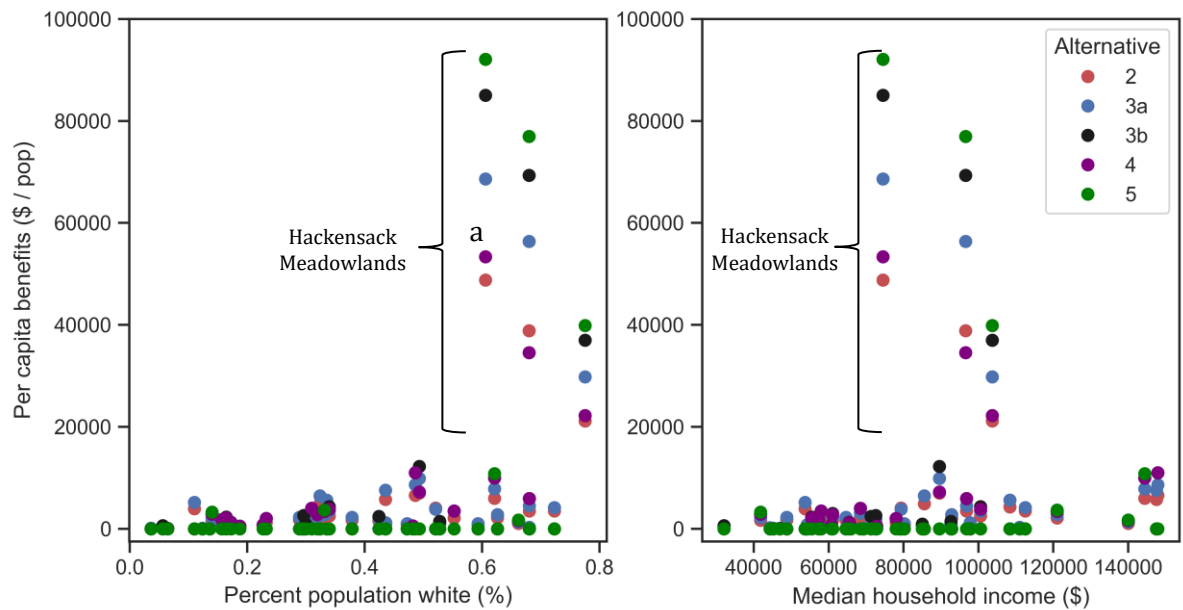 100000
80000
60000
40000
20000
0
Per capita benefits ($ / pop)
Hackensack
Meadowlands
a
0.0
0.2
0.4
0.6
0.8
Percent population white (%)
100000
80000
60000
40000
20000
0
Hackensack
Meadowlands
Alternative
2
3a
3b
4
5
40000
60000
80000
100000
120000
140000
Median household income ($)